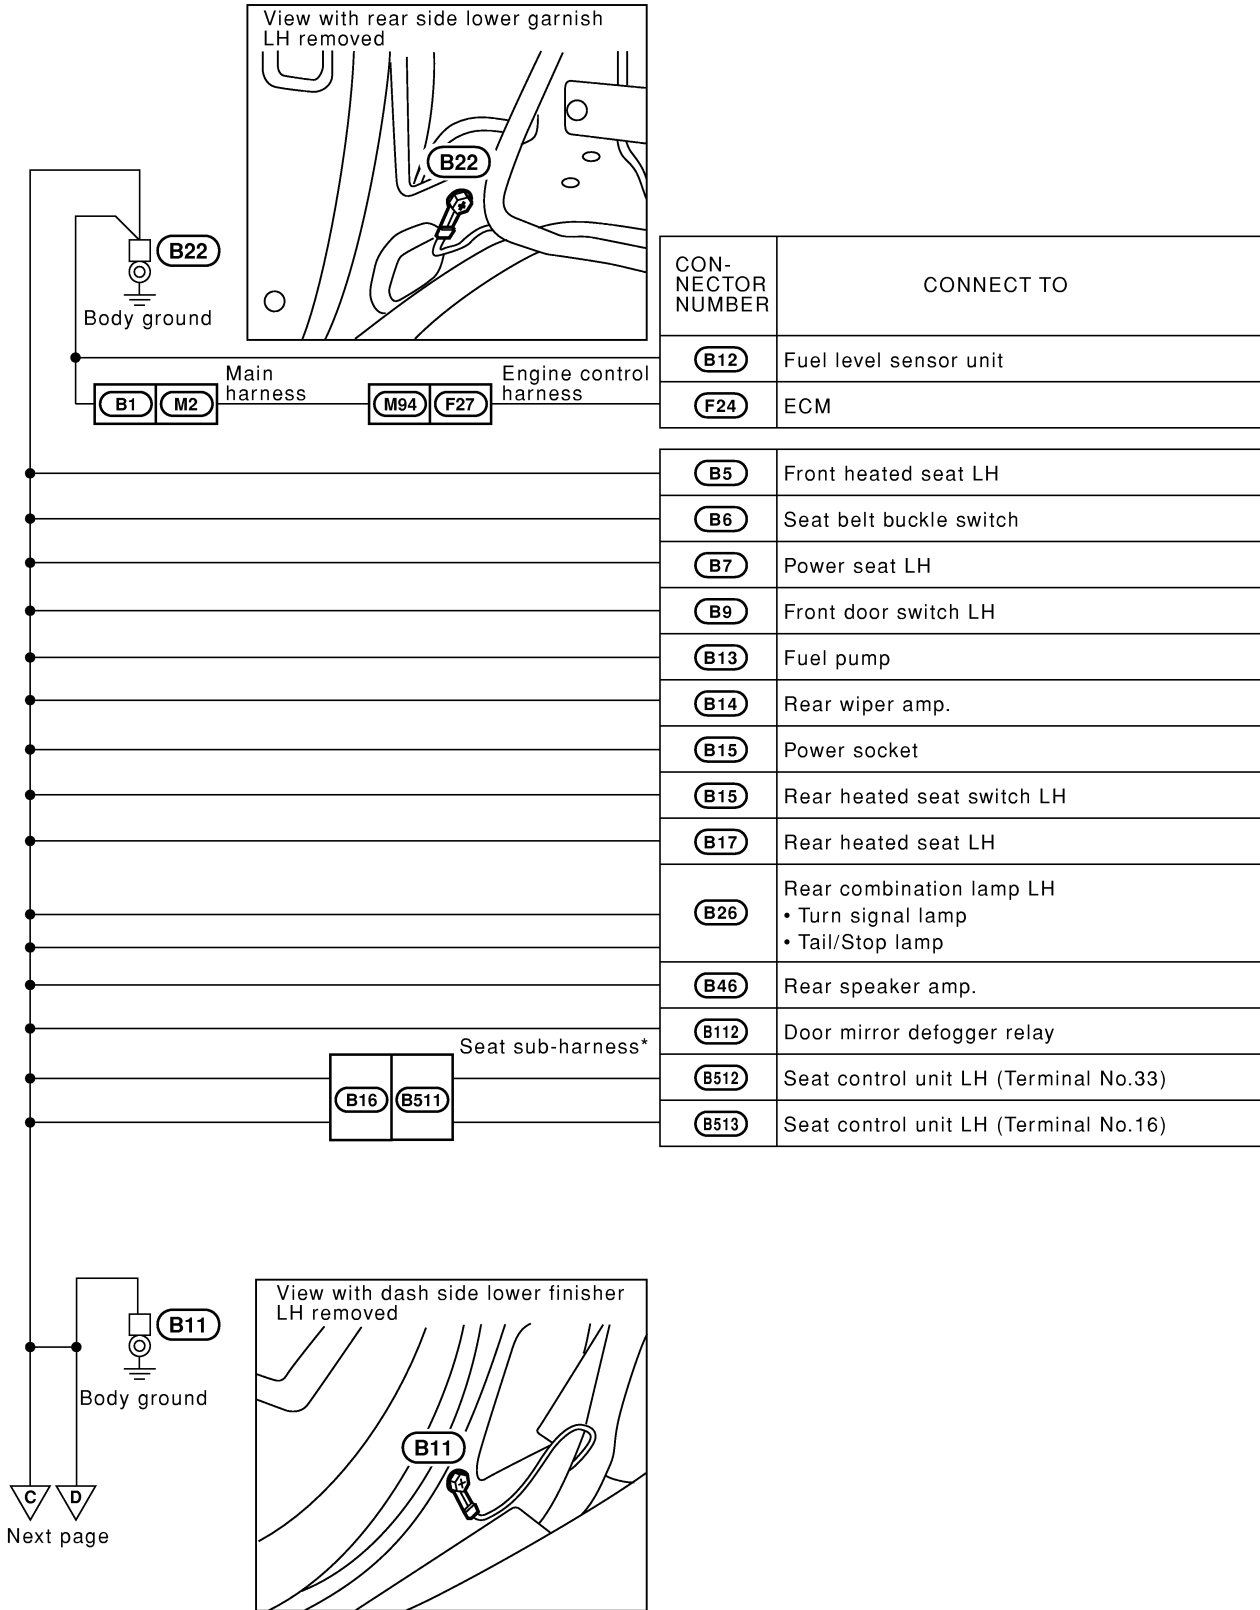 View with rear side lower garnish
LH removed
B22
B22
Body ground
CON-
NECTOR
NUMBER
CONNECT TO
B12
Fuel level sensor unit
B1
M2
Main
harness
M94
F27
Engine control
harness
F24
ECM
B5
Front heated seat LH
B6
Seat belt buckle switch
B7
Power seat LH
B9
Front door switch LH
B13
Fuel pump
B14
Rear wiper amp.
B15
Power socket
B15
Rear heated seat switch LH
B17
Rear heated seat LH
B26
Rear combination lamp LH
• Turn signal lamp
• Tail/Stop lamp
B46
Rear speaker amp.
B112
Door mirror defogger relay
Seat sub-harness*
B16
B511
B512
Seat control unit LH (Terminal No.33)
B513
Seat control unit LH (Terminal No.16)
B11
Body ground
View with dash side lower finisher
LH removed
B11
C
D
Next page